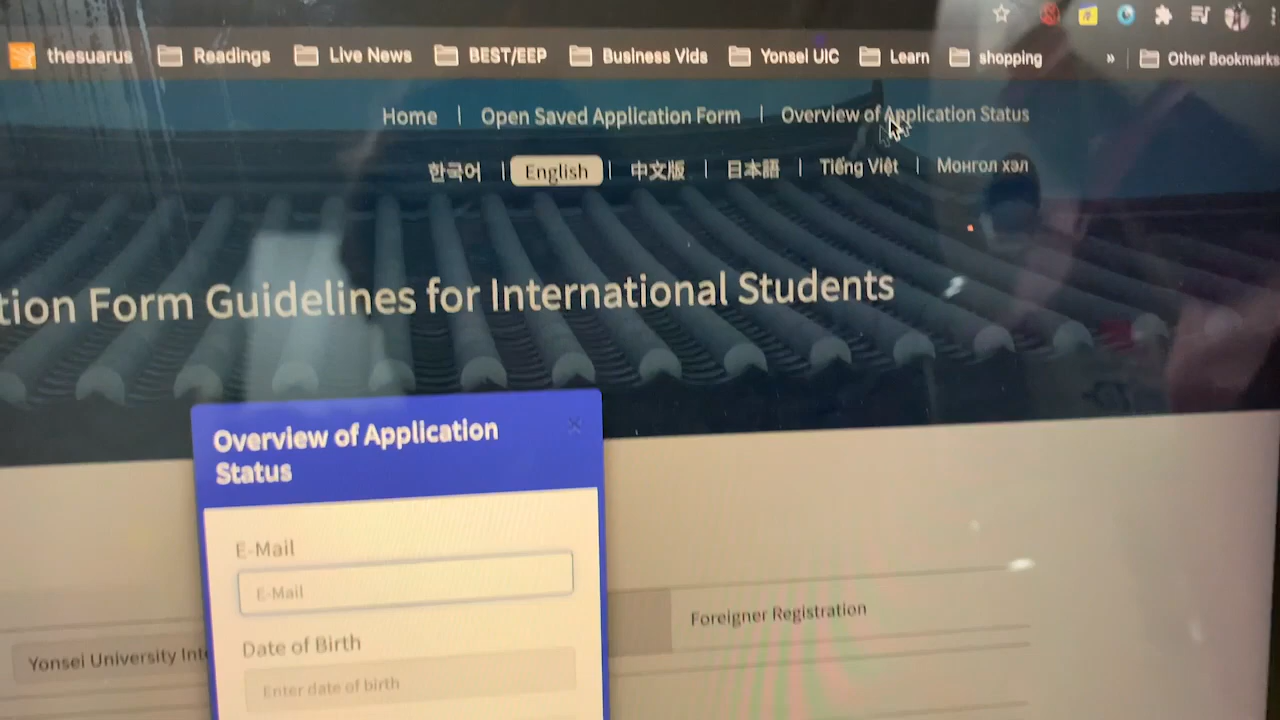 thesuarus Readings Live News BEST/EEP Business Vids Yonsei UIC Learn shopping » Other Bookmarks
Home | Open Saved Application Form | Overview of Application Status
한국어 | English | 中文版 | 日本語 | Tiếng Việt | Монгол хэл
tion Form Guidelines for International Students
Overview of Application
Status
E-Mail
E-Mail
Foreigner Registration
Date of Birth
Yonsei University Inte
Enter date of birth